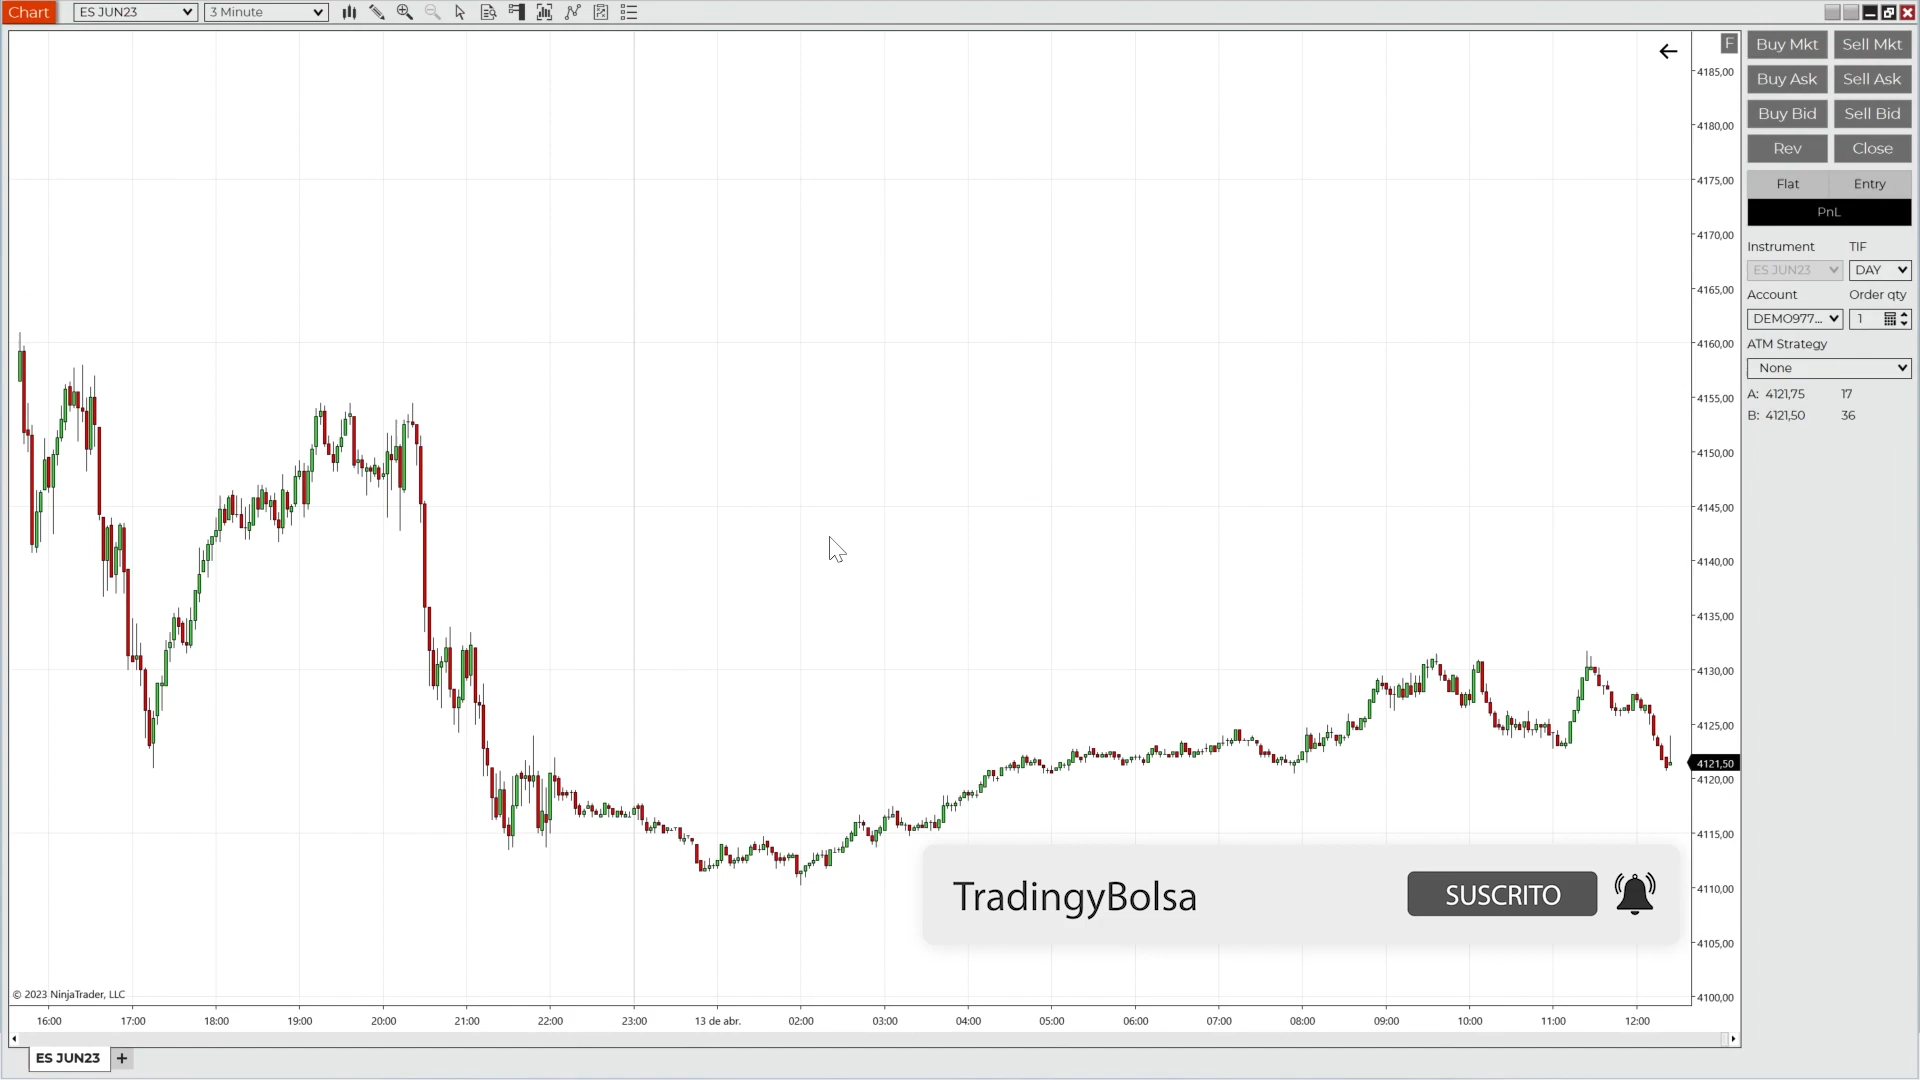 Chart ES JUN23 3 Minute
F
Buy Mkt Sell Mkt
Buy Ask Sell Ask
Buy Bid Sell Bid
Rev Close
Flat Entry
PnL
Instrument TIF
ES JUN23 DAY
Account Order qty
DEMO977... 1
ATM Strategy
None
A: 4121,75 17
B: 4121,50 36
4185,00
4180,00
4175,00
4170,00
4165,00
4160,00
4155,00
4150,00
4145,00
4140,00
4135,00
4130,00
4125,00
4121,50
4120,00
4115,00
4110,00
4105,00
4100,00
TradingyBolsa SUSCRITO
© 2023 NinjaTrader, LLC
16:00 17:00 18:00 19:00 20:00 21:00 22:00 23:00 13 de abr. 02:00 03:00 04:00 05:00 06:00 07:00 08:00 09:00 10:00 11:00 12:00
ES JUN23 +